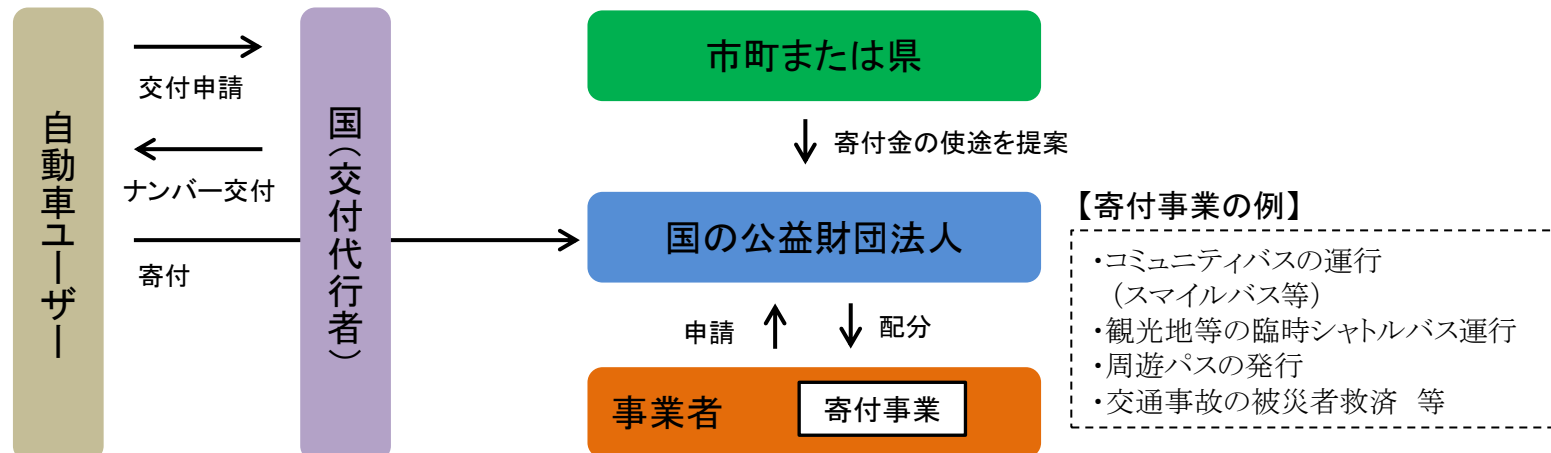 自動車ユーザー
交付申請
ナンバー交付
寄付
国(交付代行者)
市町または県
寄付金の使途を提案
国の公益財団法人
申請
配分
事業者
寄付事業
【寄付事業の例】
・コミュニティバスの運行
(スマイルバス等)
・観光地等の臨時シャトルバス運行
・周遊パスの発行
・交通事故の被災者救済 等